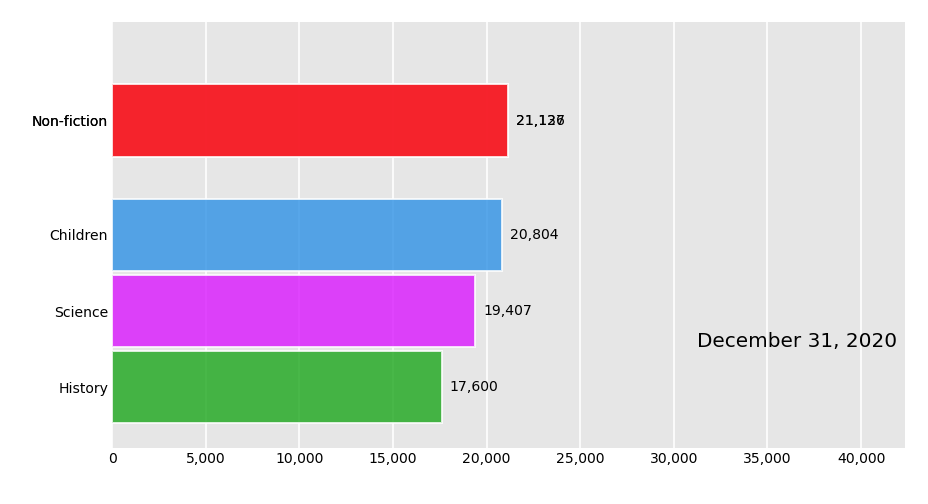 Non-fiction
Children 20,804
Science 19,407
December 31, 2020
History 17,600
0 5,000 10,000 15,000 20,000 25,000 30,000 35,000 40,000